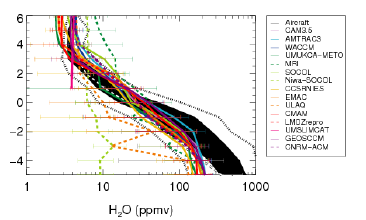 6
4
2
0
−2
−4
1
10
100
1000
H₂O (ppmv)
Aircraft
CAM3.5
AMTRAC3
WACCM
UMUKCA-METO
MRI
SOCOL
Niwa-SOCOL
CCSRNIES
EMAC
ULAQ
CMAM
LMDZrepro
UMSLIMCAT
GEOSCCM
CNRM-ACM